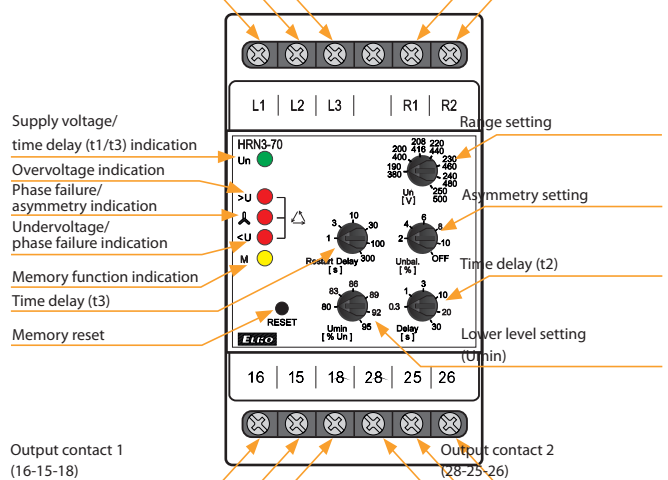 L1 L2 L3 R1 R2
Supply voltage/
time delay (t1/t3) indication
Overvoltage indication
Phase failure/
asymmetry indication
Undervoltage/
phase failure indication
Memory function indication
Time delay (t3)
Memory reset
HRN3-70
Un
>U
<U
M
RESET
ELKO
190 380
200 400
208 416
220 440
230 460
240 480
250 500
Un
[V]
1 3 10 30 100 300
Restart Delay
[s]
2 4 6 8 10 OFF
Unbal.
[%]
80 83 86 89 92 95
Umin
[% Un]
0.3 1 3 10 20 30
Delay
[s]
Range setting
Asymmetry setting
Time delay (t2)
Lower level setting
(Umin)
16 15 18 28 25 26
Output contact 1
(16-15-18)
Output contact 2
(28-25-26)